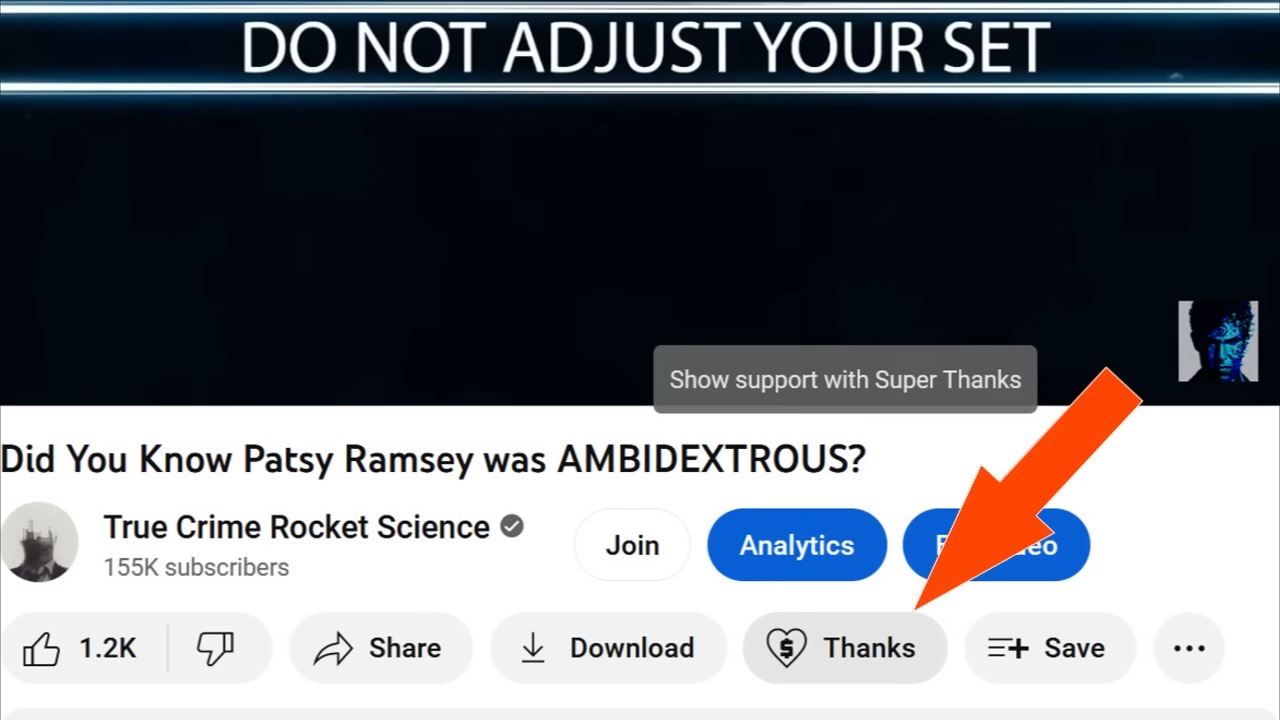 DO NOT ADJUST YOUR SET
Show support with Super Thanks
Did You Know Patsy Ramsey was AMBIDEXTROUS?
True Crime Rocket Science
155K subscribers
Join
Analytics
1.2K
Share
Download
$ Thanks
Save